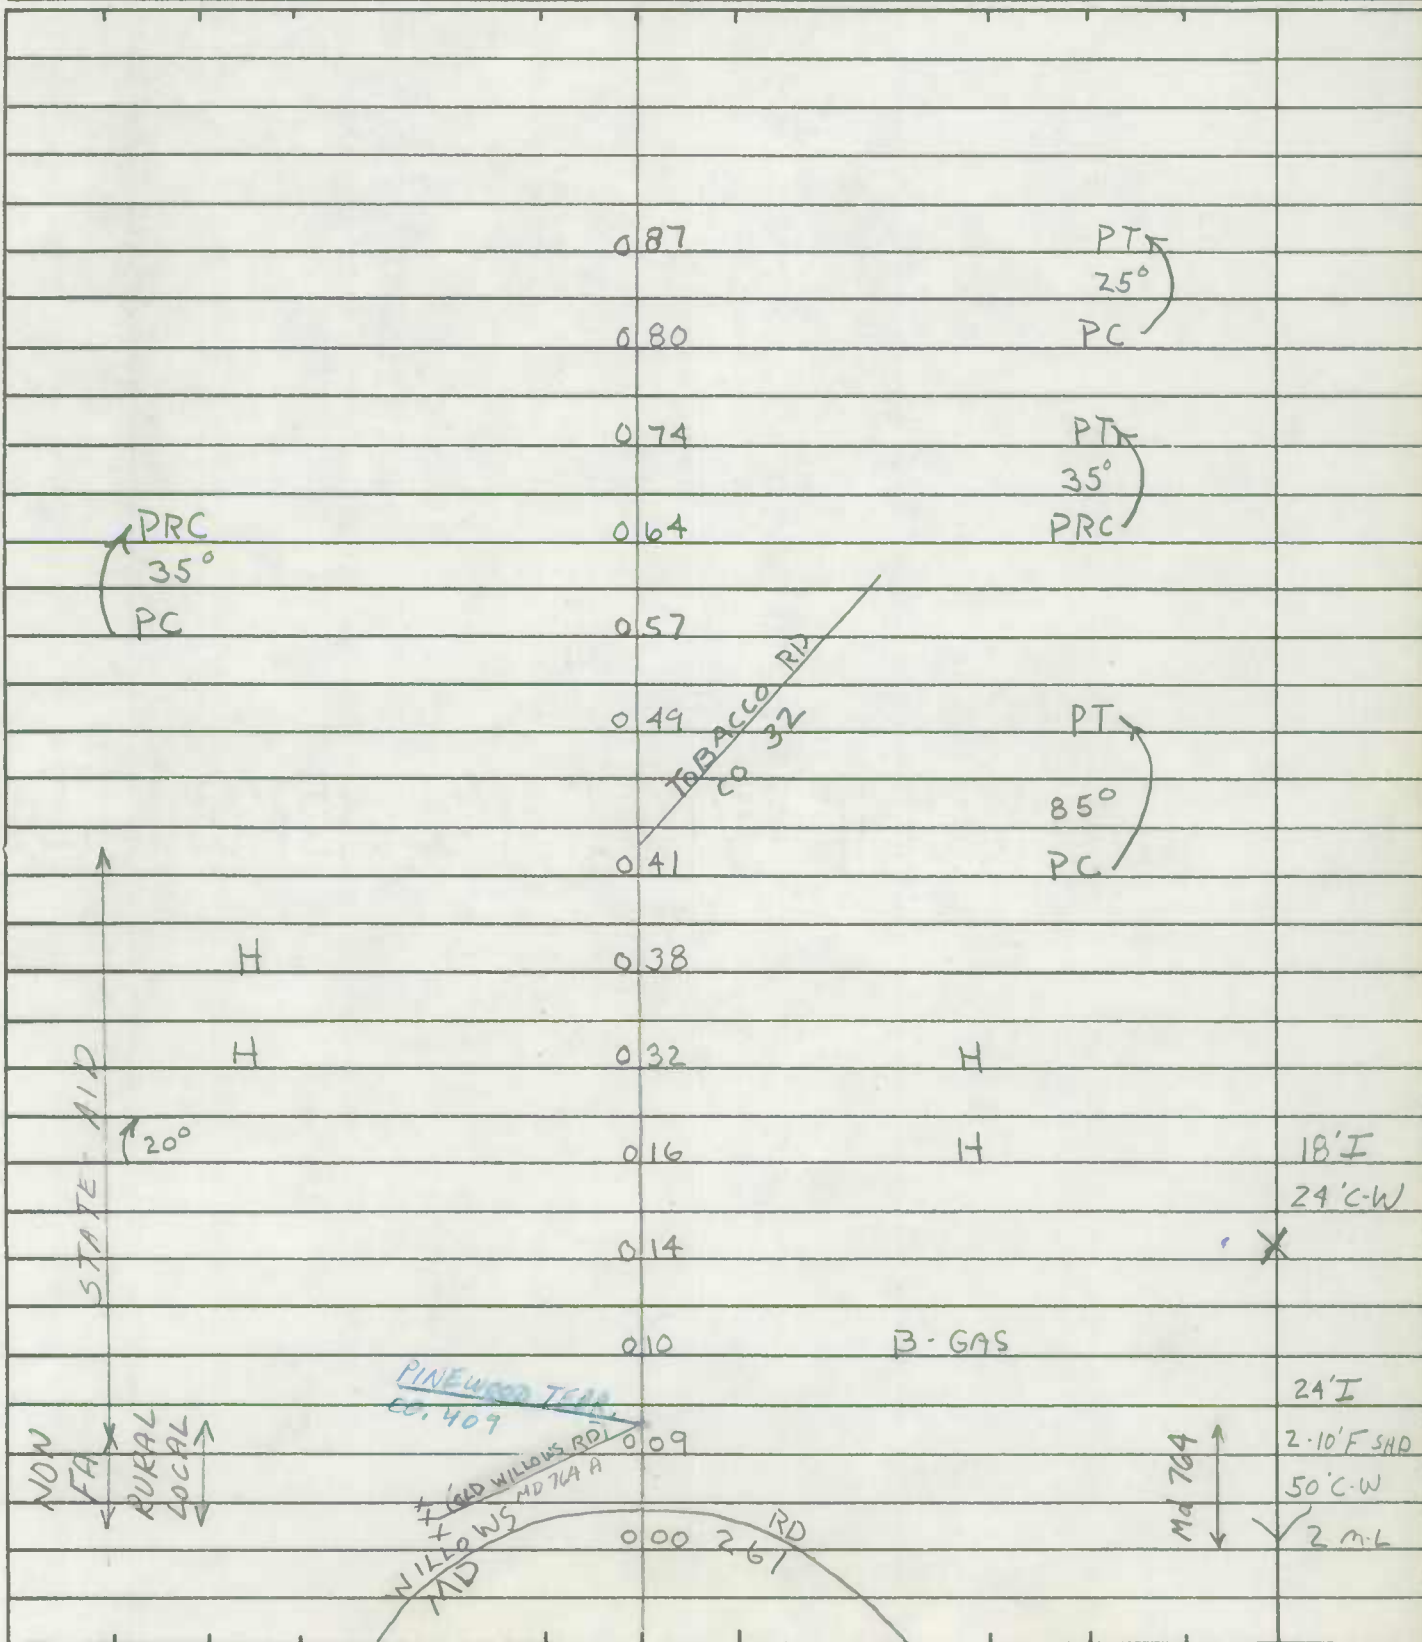 0 87 PT
25°
0 80 PC
0 74 PT
35°
PRC 0 64 PRC
35°
PC 0 57
TOBACCO RD
CO 32
0 49 PT
85°
0 41 PC
H 0 38
H 0 32 H
20° 0 16 H 18' I
24' C-W
STATE AID
0 14 X
0 10 B-GAS
PINEWOOD TERR. 24' I
CO. 409
0 09 2-10' F SHD
NON FA
RURAL LOCAL
(OLD WILLOWS RD)
MD 764 A
Md 764
50' C-W
WILLOWS RD
MD 0 00 261 2 M-L